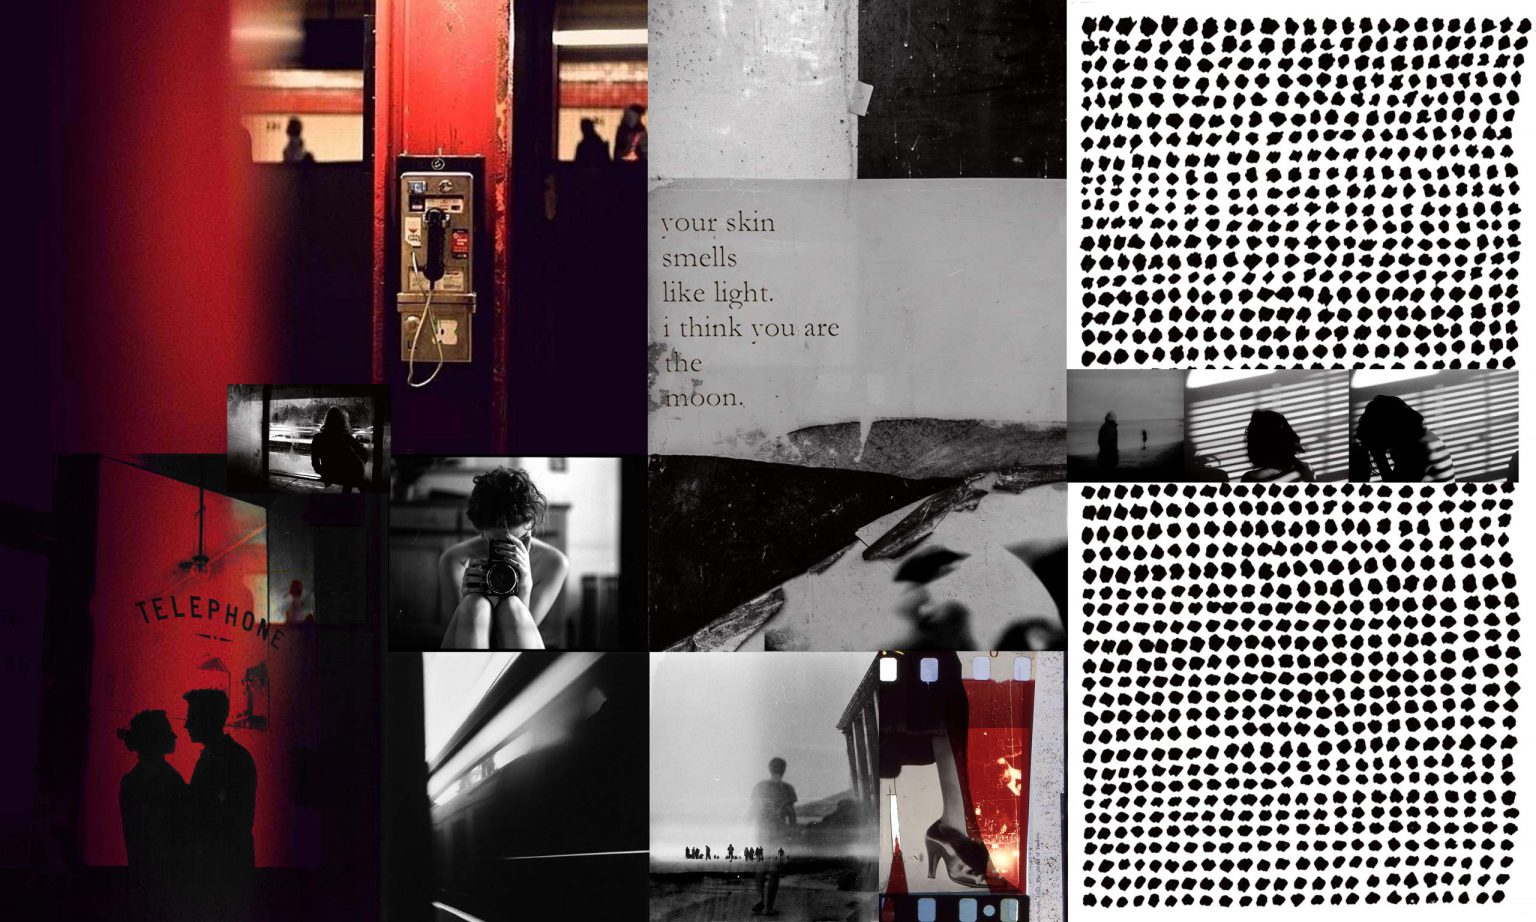 your skin
smells
like light.
i think you are
the
moon.
TELEPHONE